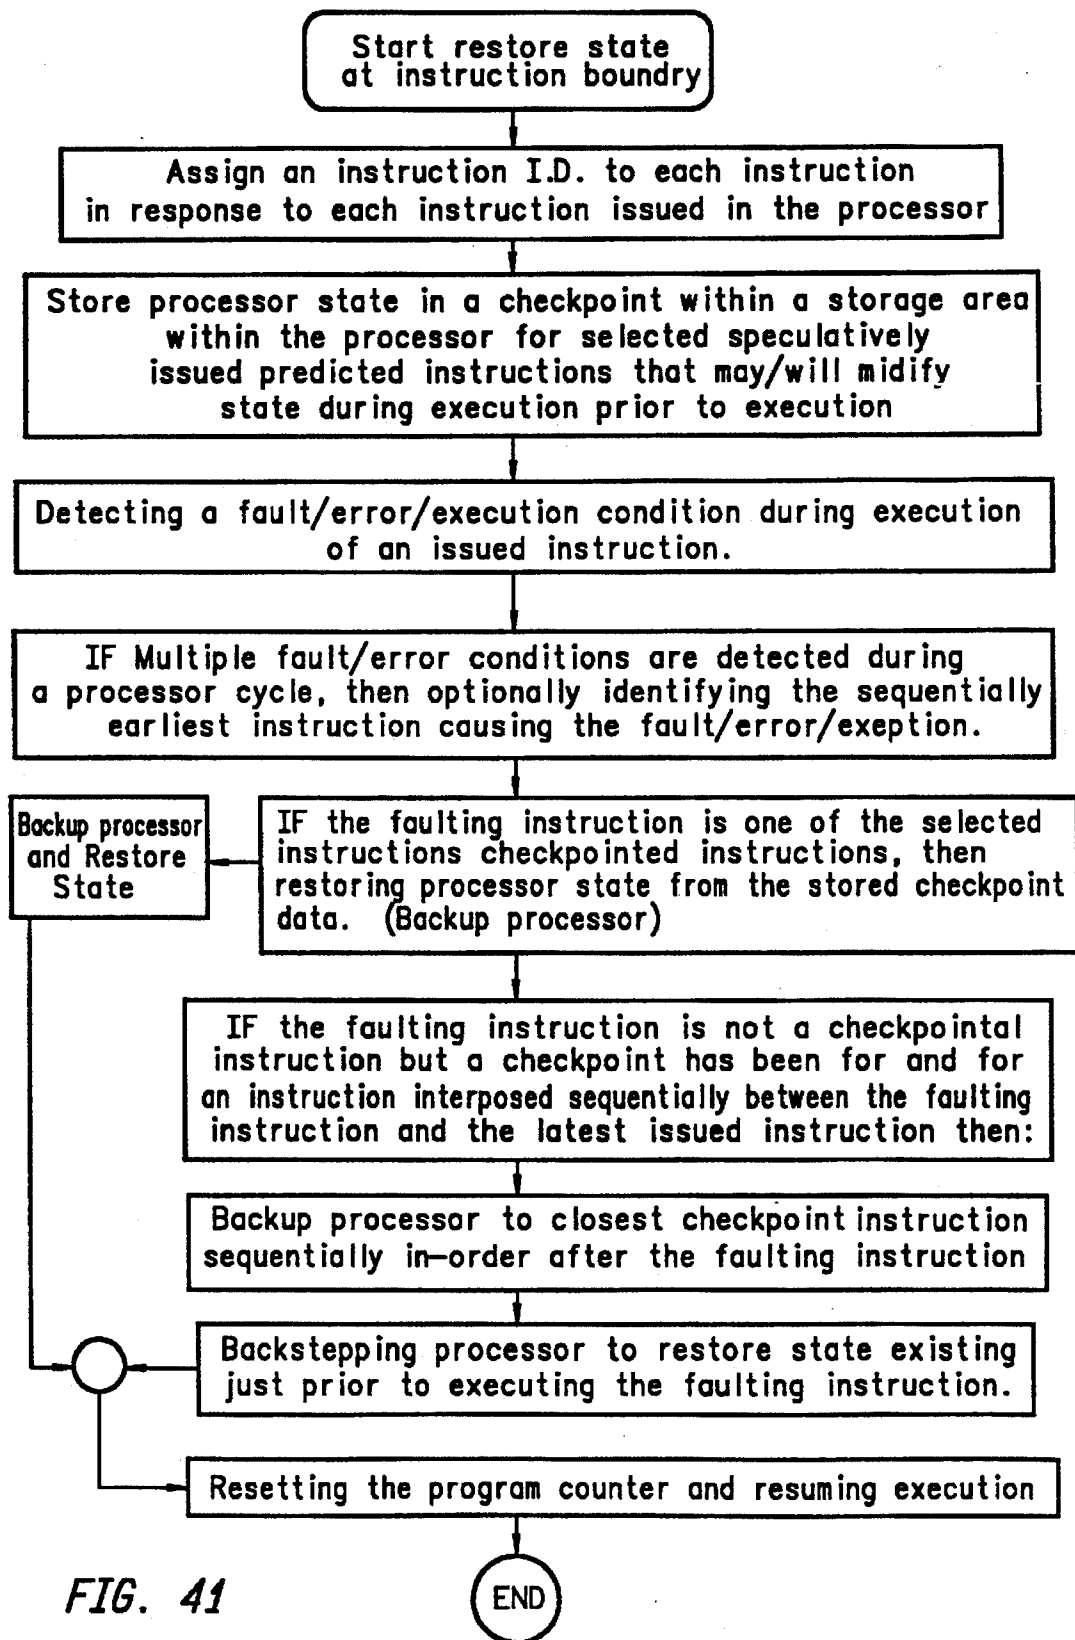 Start restore state
at instruction boundry
Assign an instruction I.D. to each instruction
in response to each instruction issued in the processor
Store processor state in a checkpoint within a storage area
within the processor for selected speculatively
issued predicted instructions that may/will midify
state during execution prior to execution
Detecting a fault/error/execution condition during execution
of an issued instruction.
IF Multiple fault/error conditions are detected during
a processor cycle, then optionally identifying the sequentially
earliest instruction causing the fault/error/exeption.
Backup processor
and Restore
State
IF the faulting instruction is one of the selected
instructions checkpointed instructions, then
restoring processor state from the stored checkpoint
data. (Backup processor)
IF the faulting instruction is not a checkpointal
instruction but a checkpoint has been for and for
an instruction interposed sequentially between the faulting
instruction and the latest issued instruction then:
Backup processor to closest checkpoint instruction
sequentially in-order after the faulting instruction
Backstepping processor to restore state existing
just prior to executing the faulting instruction.
Resetting the program counter and resuming execution
END
FIG. 41